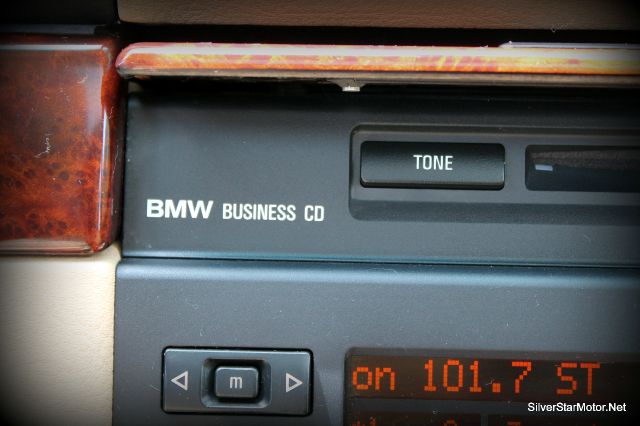 TONE
BMW BUSINESS CD
m
on 101.7 ST
SilverStarMotor.Net